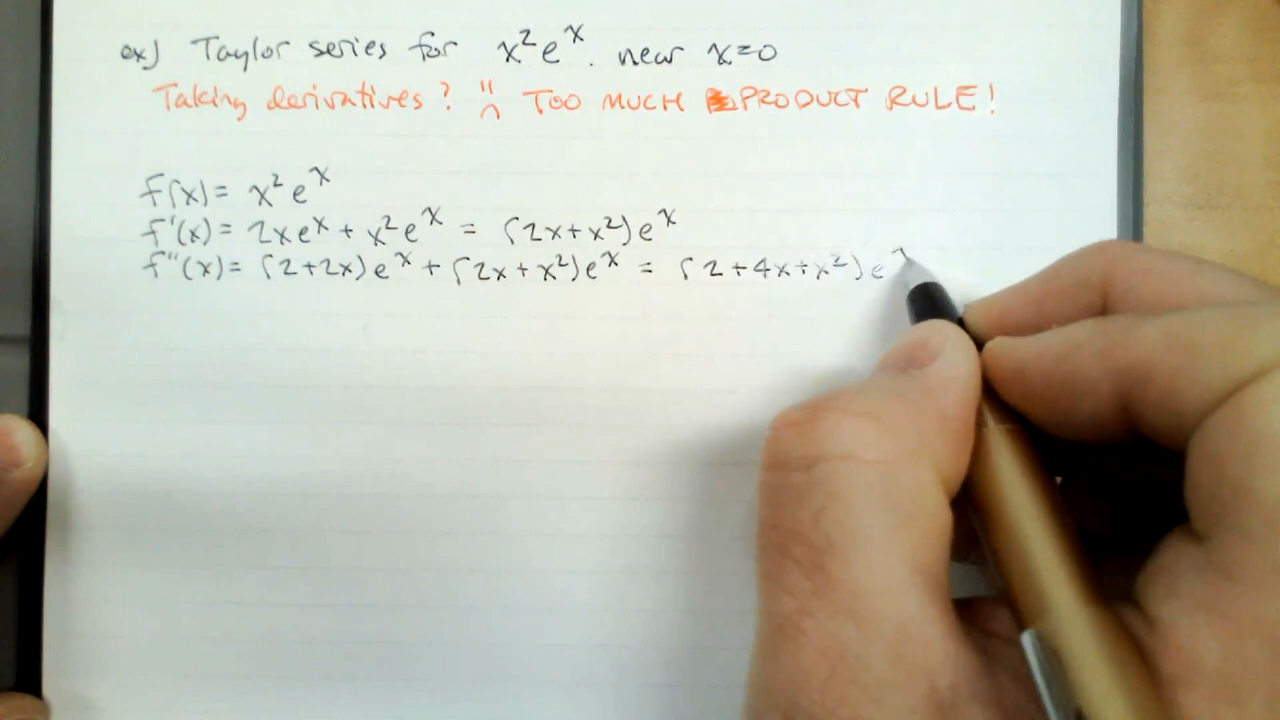 ex) Taylor series for x²eˣ. near x=0
Taking derivatives? TOO MUCH PRODUCT RULE!
f(x) = x²eˣ
f'(x) = 2xeˣ + x²eˣ = (2x+x²)eˣ
f"(x) = (2+2x)eˣ + (2x+x²)eˣ = (2+4x+x²)eˣ